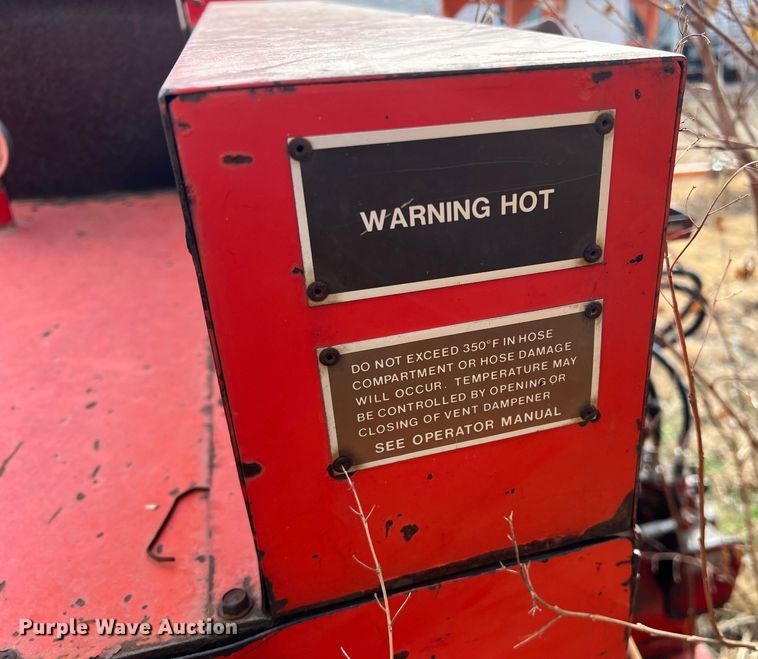 WARNING HOT
DO NOT EXCEED 350°F IN HOSE
COMPARTMENT OR HOSE DAMAGE
WILL OCCUR. TEMPERATURE MAY
BE CONTROLLED BY OPENING OR
CLOSING OF VENT DAMPENER
SEE OPERATOR MANUAL
Purple Wave Auction